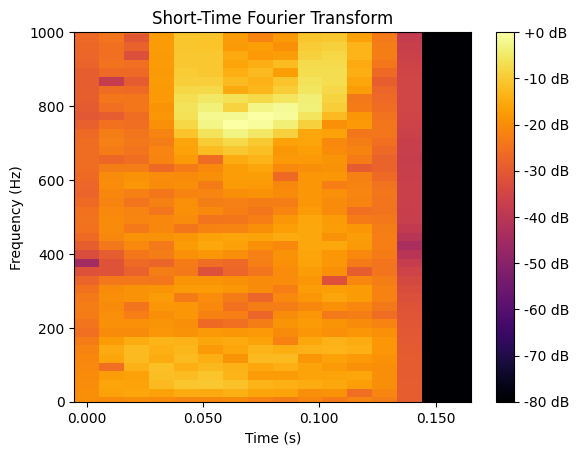 Short-Time Fourier Transform
1000
800
600
400
200
0
Frequency (Hz)
0.000
0.050
0.100
0.150
Time (s)
+0 dB
-10 dB
-20 dB
-30 dB
-40 dB
-50 dB
-60 dB
-70 dB
-80 dB